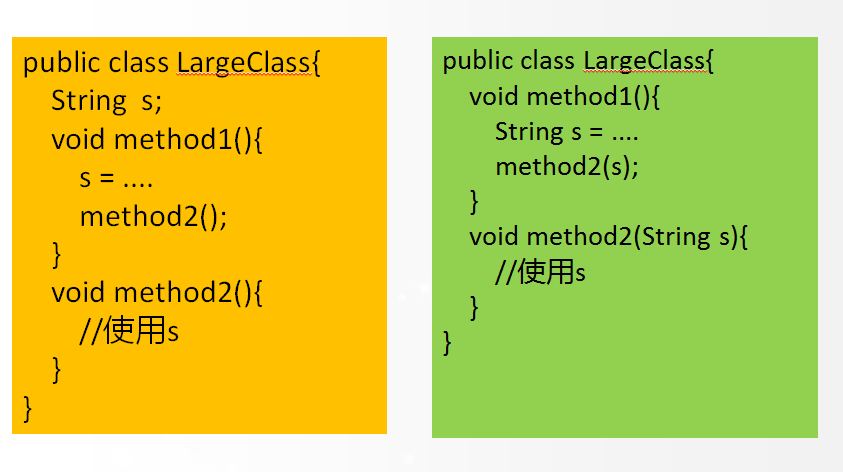 public class LargeClass{
String  s;
void method1(){
s = ....
method2();
}
void method2(){
//使用s
}
}
public class LargeClass{
void method1(){
String s = ....
method2(s);
}
void method2(String s){
//使用s
}
}